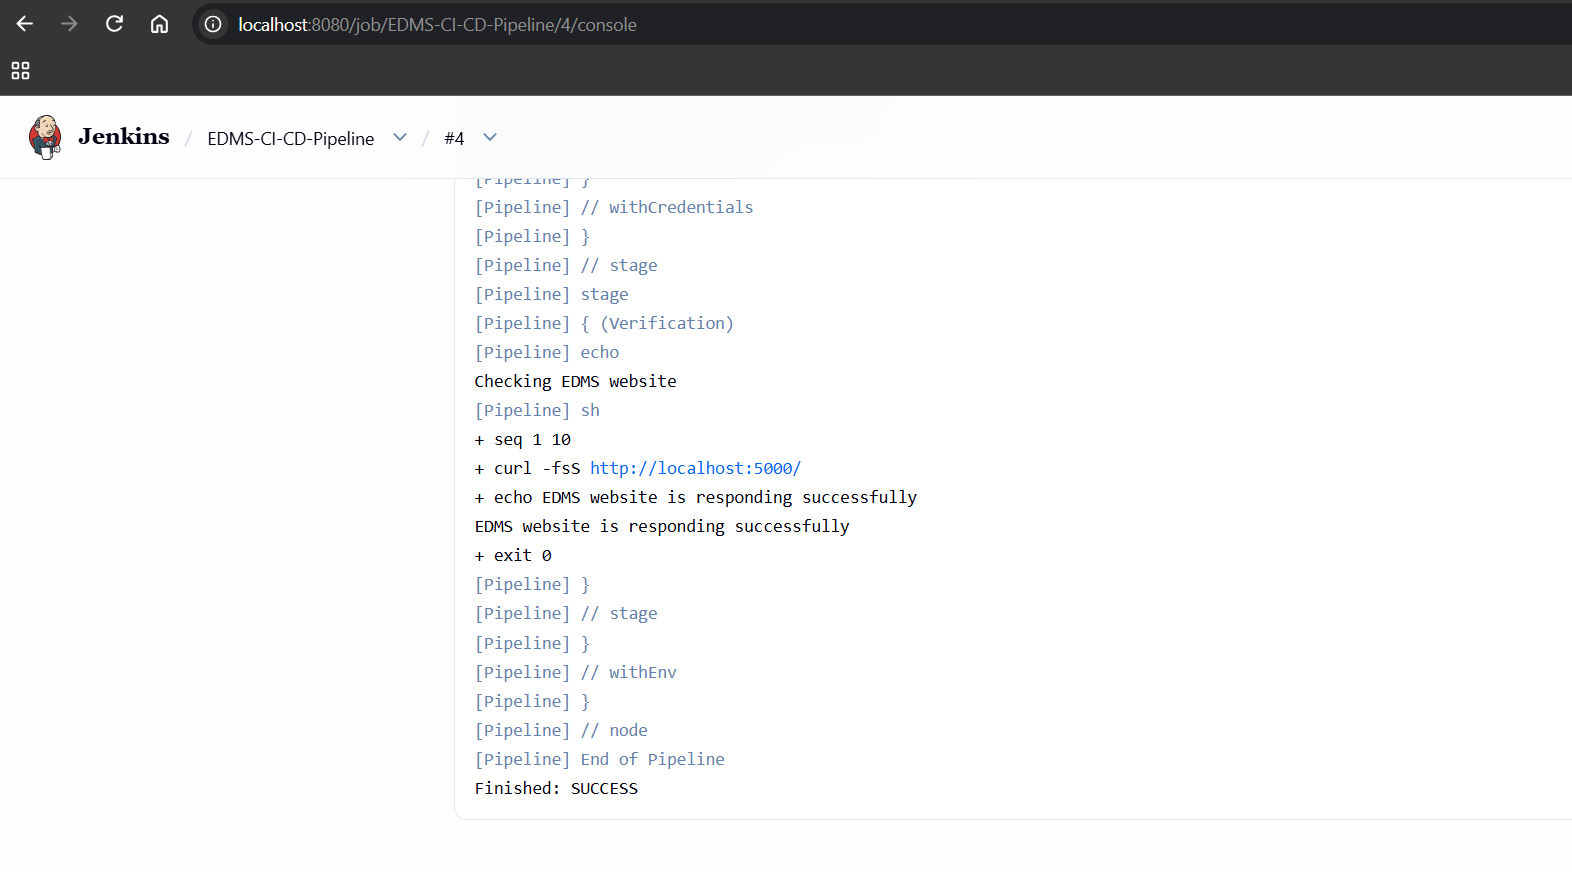 localhost:8080/job/EDMS-CI-CD-Pipeline/4/console
Jenkins / EDMS-CI-CD-Pipeline / #4
[Pipeline] }
[Pipeline] // withCredentials
[Pipeline] }
[Pipeline] // stage
[Pipeline] stage
[Pipeline] { (Verification)
[Pipeline] echo
Checking EDMS website
[Pipeline] sh
+ seq 1 10
+ curl -fsS http://localhost:5000/
+ echo EDMS website is responding successfully
EDMS website is responding successfully
+ exit 0
[Pipeline] }
[Pipeline] // stage
[Pipeline] }
[Pipeline] // withEnv
[Pipeline] }
[Pipeline] // node
[Pipeline] End of Pipeline
Finished: SUCCESS